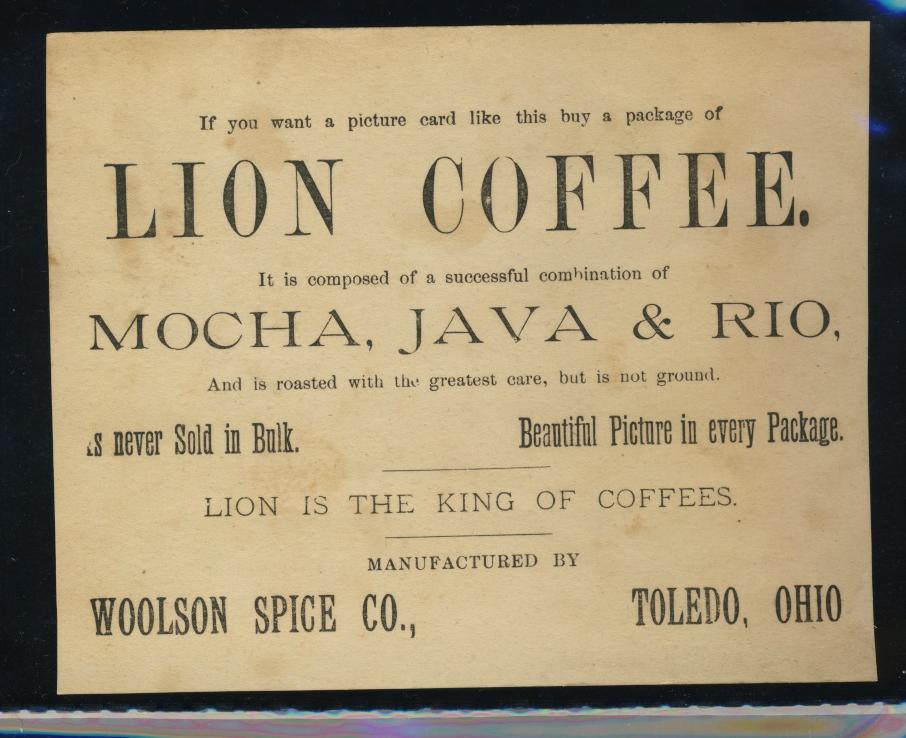 If you want a picture card like this buy a package of
LION COFFEE.
It is composed of a successful combination of
MOCHA, JAVA & RIO,
And is roasted with the greatest care, but is not ground.
Is never Sold in Bulk. Beautiful Picture in every Package.
LION IS THE KING OF COFFEES.
MANUFACTURED BY
WOOLSON SPICE CO., TOLEDO, OHIO